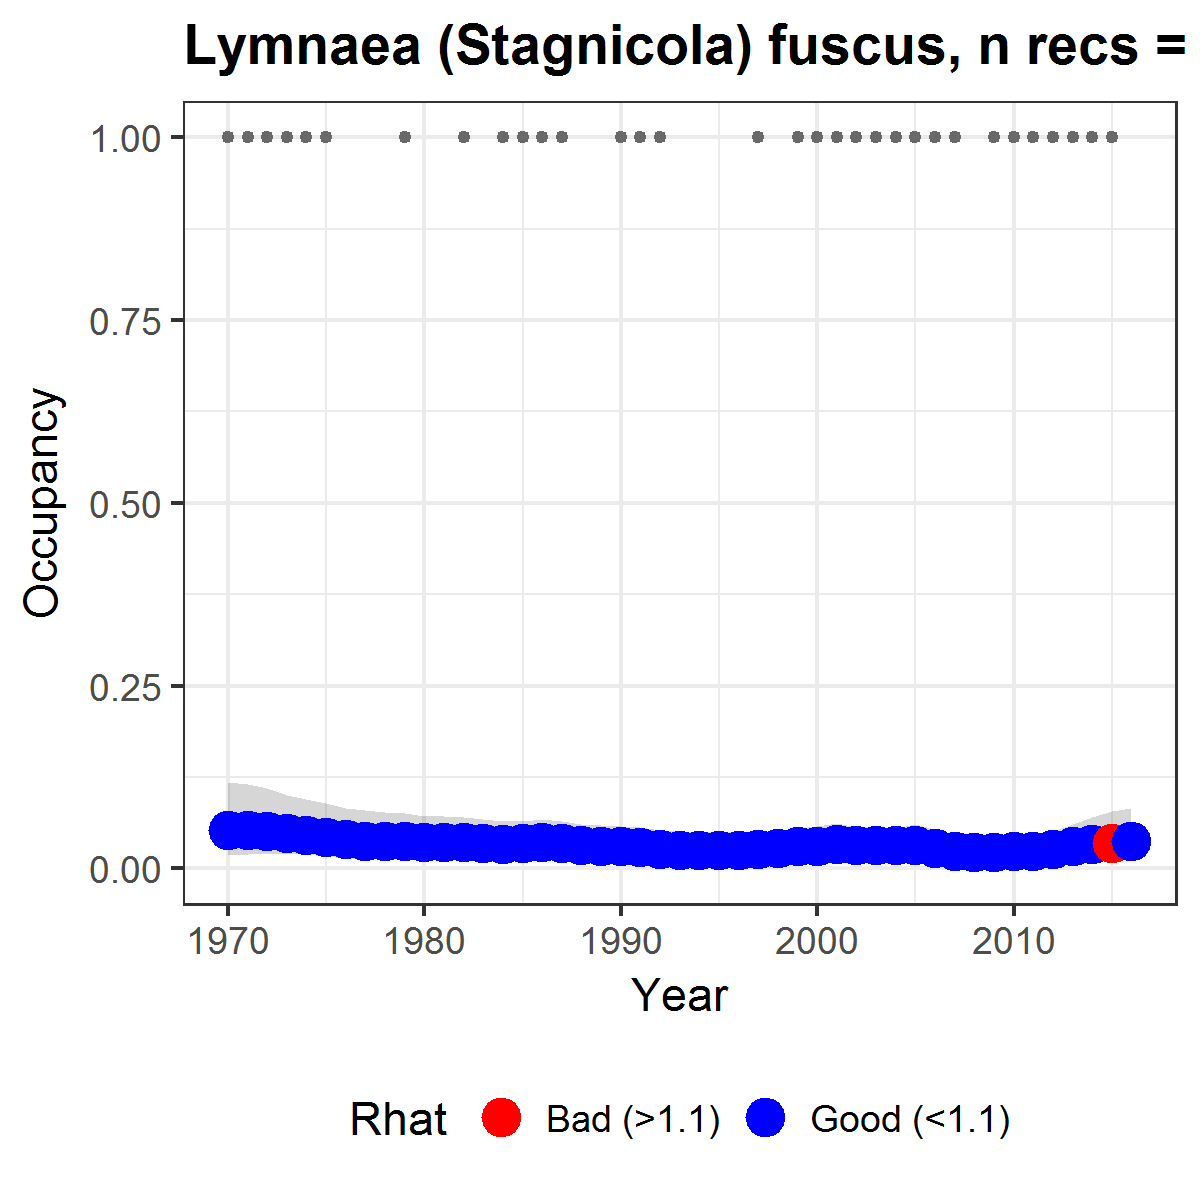 Lymnaea (Stagnicola) fuscus, n recs =
1.00
0.75
0.50
0.25
0.00
Occupancy
1970 1980 1990 2000 2010
Year
Rhat Bad (>1.1) Good (<1.1)